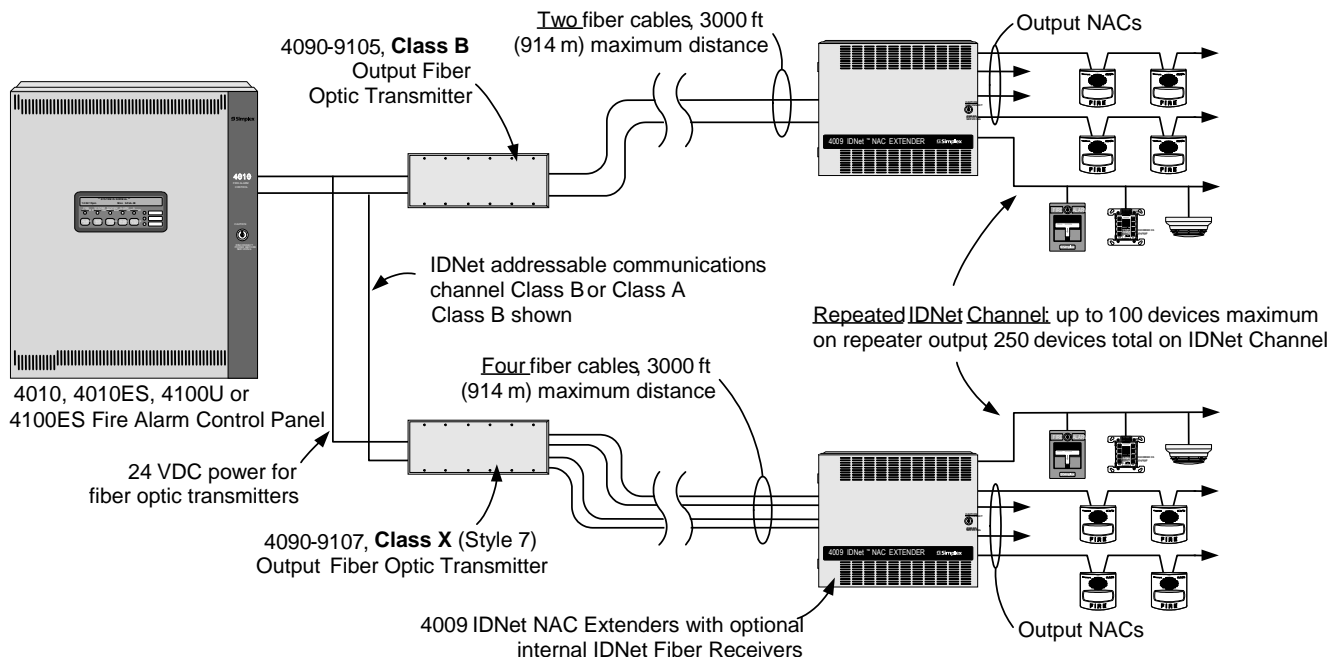 Two fiber cables, 3000 ft
(914 m) maximum distance
Output NACs
4090-9105, Class B
Output Fiber
Optic Transmitter
Simplex
4010
4009 IDNet™ NAC EXTENDER Simplex
FIRE FIRE
FIRE FIRE
IDNet addressable communications
channel Class B or Class A
Class B shown
Repeated IDNet Channel: up to 100 devices maximum
on repeater output, 250 devices total on IDNet Channel
Four fiber cables, 3000 ft
(914 m) maximum distance
4010, 4010ES, 4100U or
4100ES Fire Alarm Control Panel
24 VDC power for
fiber optic transmitters
4090-9107, Class X (Style 7)
Output Fiber Optic Transmitter
4009 IDNet™ NAC EXTENDER Simplex
FIRE FIRE
FIRE FIRE
4009 IDNet NAC Extenders with optional
internal IDNet Fiber Receivers
Output NACs